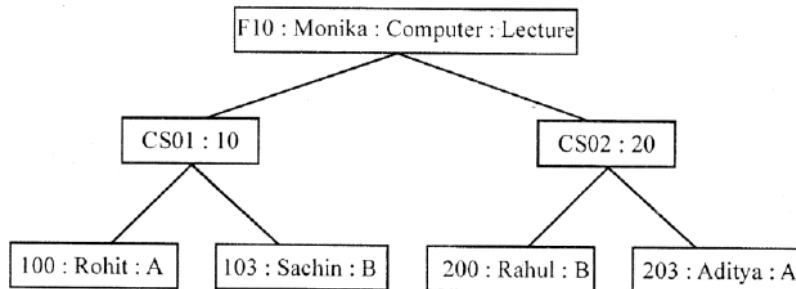 F10 : Monika : Computer : Lecture
CS01 : 10
CS02 : 20
100 : Rohit : A
103 : Sachin : B
200 : Rahul : B
203 : Aditya : A